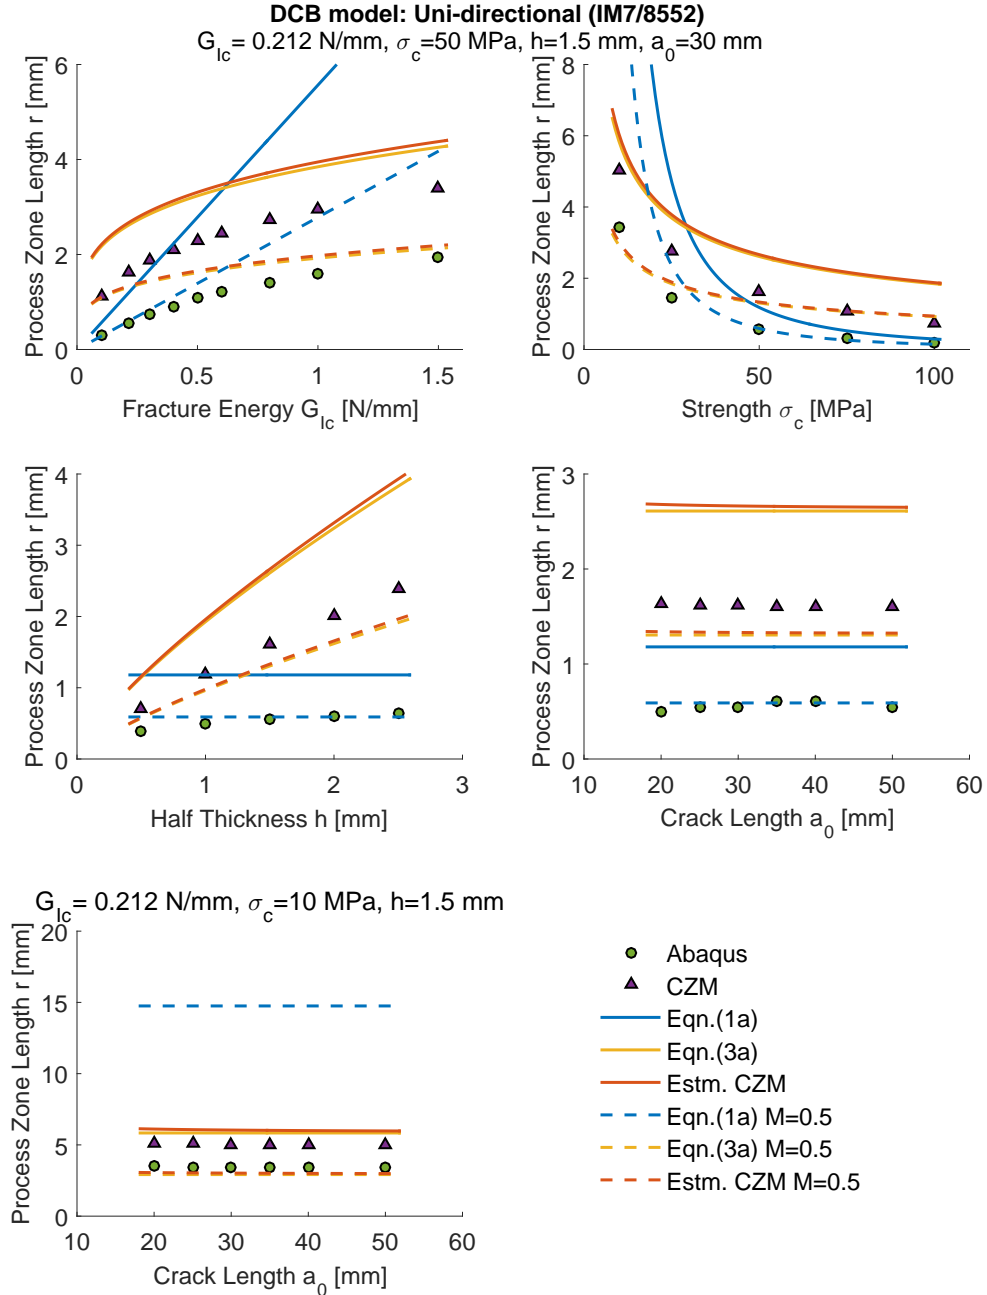 DCB model: Uni-directional (IM7/8552)
G_Ic= 0.212 N/mm, σ_c=50 MPa, h=1.5 mm, a_0=30 mm
Process Zone Length r [mm]
6
4
2
0
0
0.5
1
1.5
Fracture Energy G_Ic [N/mm]
Process Zone Length r [mm]
8
6
4
2
0
0
50
100
Strength σ_c [MPa]
Process Zone Length r [mm]
4
3
2
1
0
0
1
2
3
Half Thickness h [mm]
Process Zone Length r [mm]
3
2
1
0
10
20
30
40
50
60
Crack Length a_0 [mm]
G_Ic= 0.212 N/mm, σ_c=10 MPa, h=1.5 mm
Process Zone Length r [mm]
20
15
10
5
0
10
20
30
40
50
60
Crack Length a_0 [mm]
Abaqus
CZM
Eqn.(1a)
Eqn.(3a)
Estm. CZM
Eqn.(1a) M=0.5
Eqn.(3a) M=0.5
Estm. CZM M=0.5